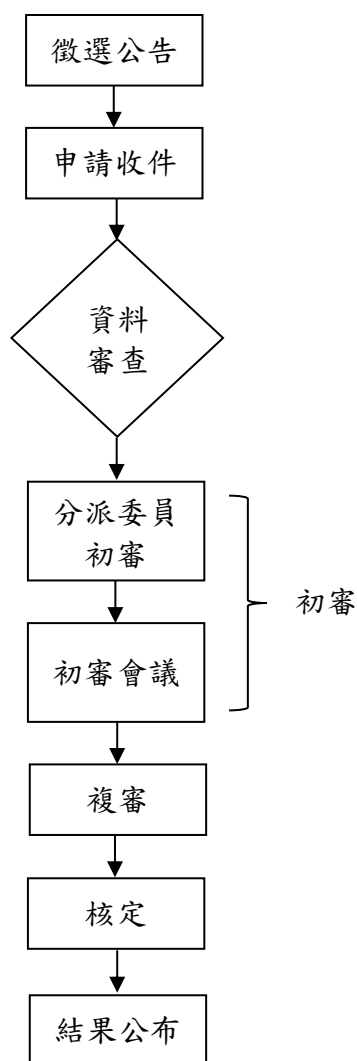 徵選公告
申請收件
資料
審查
分派委員
初審
初審會議
初審
複審
核定
結果公布